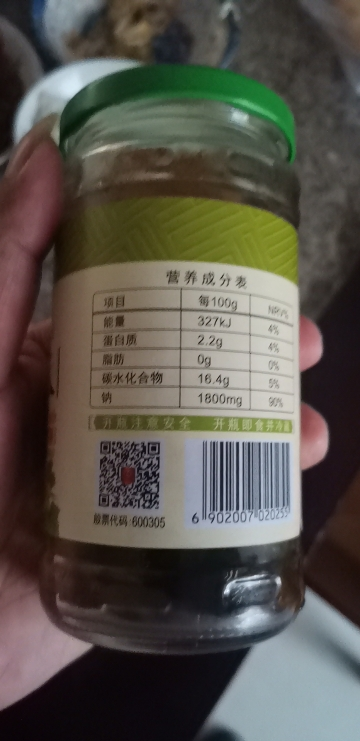 营养成分表
项目 每100g NRV%
能量 327kJ 4%
蛋白质 2.2g 4%
脂肪 0g 0%
碳水化合物 16.4g 5%
钠 1800mg 90%
开瓶注意安全 开瓶即食并冷藏
股票代码 600305
6 902007 020255